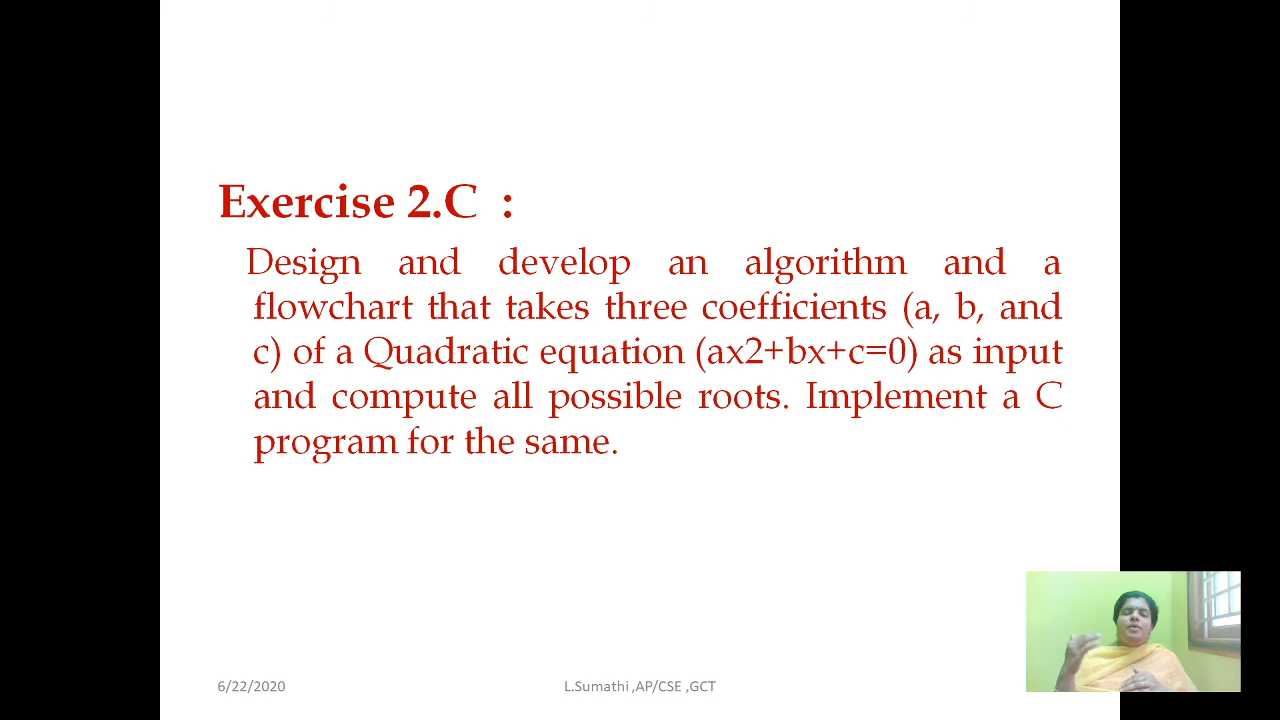 Exercise 2.C :
Design and develop an algorithm and a
flowchart that takes three coefficients (a, b, and
c) of a Quadratic equation (ax2+bx+c=0) as input
and compute all possible roots. Implement a C
program for the same.
6/22/2020
L.Sumathi ,AP/CSE ,GCT